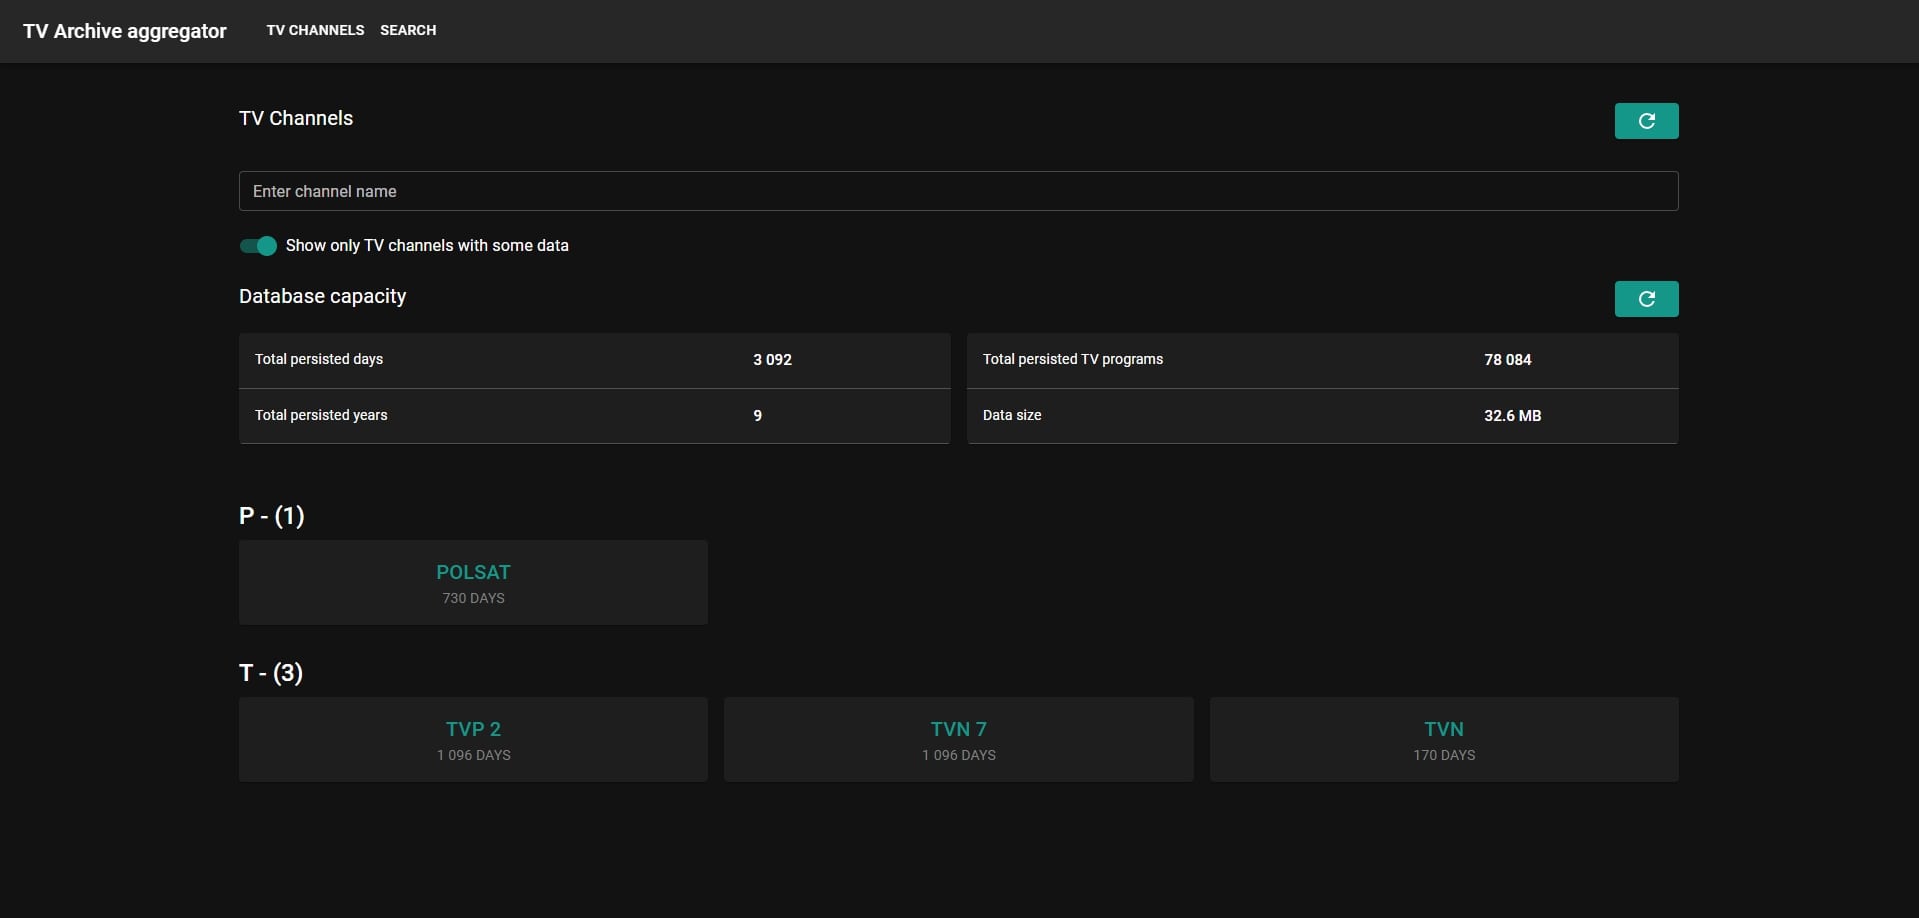 TV Archive aggregator TV CHANNELS SEARCH
TV Channels
Enter channel name
Show only TV channels with some data
Database capacity
Total persisted days 3 092
Total persisted TV programs 78 084
Total persisted years 9
Data size 32.6 MB
P - (1)
POLSAT
730 DAYS
T - (3)
TVP 2
1 096 DAYS
TVN 7
1 096 DAYS
TVN
170 DAYS